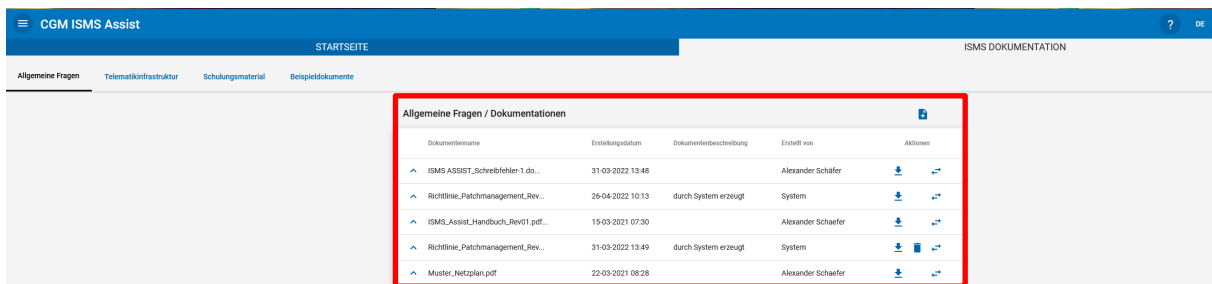 CGM ISMS Assist
? DE
STARTSEITE ISMS DOKUMENTATION
Allgemeine Fragen Telematikinfrastruktur Schulungsmaterial Beispieldokumente
Allgemeine Fragen / Dokumentationen
Dokumentenname Erstellungsdatum Dokumentenbeschreibung Erstellt von Aktionen
ISMS ASSIST_Schreibfehler-1.do... 31-03-2022 13:48 Alexander Schäfer
Richtlinie_Patchmanagement_Rev... 26-04-2022 10:13 durch System erzeugt System
ISMS_Assist_Handbuch_Rev01.pdf... 15-03-2021 07:30 Alexander Schaefer
Richtlinie_Patchmanagement_Rev... 31-03-2022 13:49 durch System erzeugt System
Muster_Netzplan.pdf 22-03-2021 08:28 Alexander Schaefer